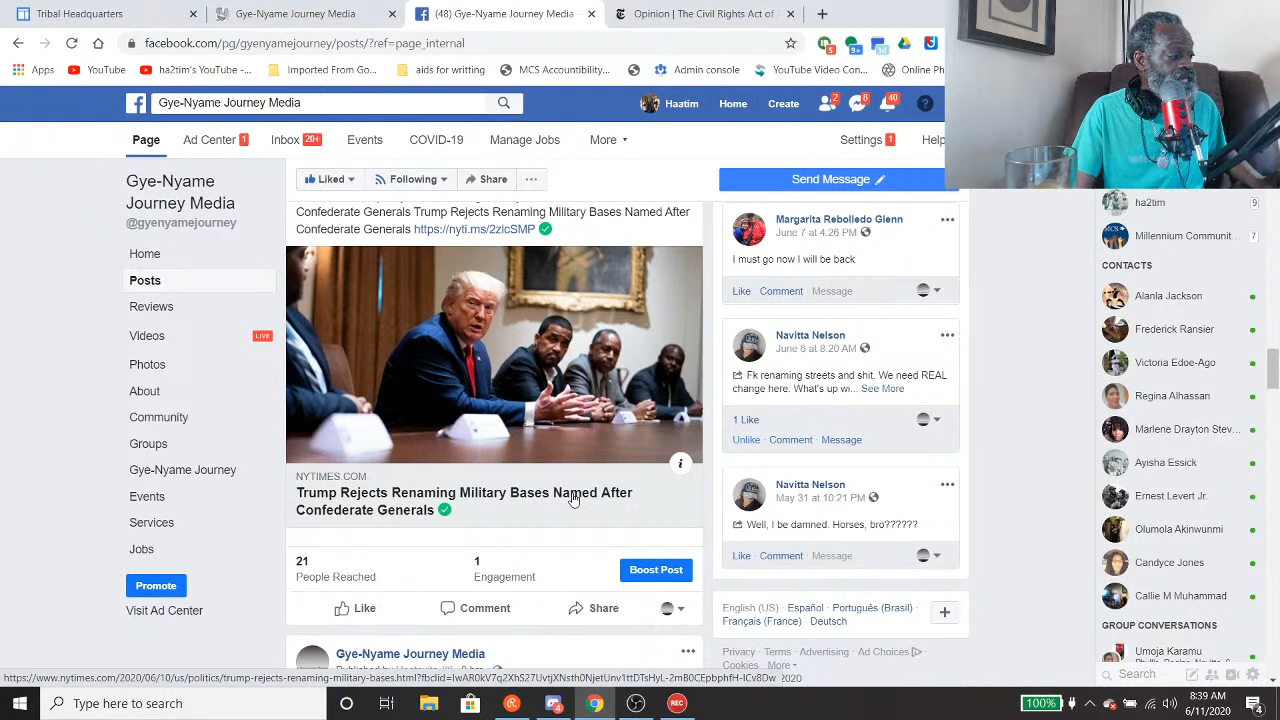 Tribal Headquarters
Gye-Nyame Journey Media
(48) Gye-Nyame Journey Media
Opinion | The Civil Rights Act of
facebook.com/pg/gyenyamejourney/posts/?ref=page_internal
Apps
YouTube
ha2tim's YouTube -...
Imported From Go...
aids for writting
MCS Accountibility...
Admin console
YouTube Video Con...
Online Ph
Gye-Nyame Journey Media
Haatim
Home
Create
2
8
40
Page
Ad Center 1
Inbox 20+
Events
COVID-19
Manage Jobs
More
Settings 1
Help
Gye-Nyame
Journey Media
@gyenyamejourney
Home
Posts
Reviews
Videos
LIVE
Photos
About
Community
Groups
Gye-Nyame Journey
Events
Services
Jobs
Promote
Visit Ad Center
Liked
Following
Share
Send Message
Confederate Generals Trump Rejects Renaming Military Bases Named After
Confederate Generals https://nyti.ms/2zlcSMP
NYTIMES.COM
Trump Rejects Renaming Military Bases Named After
Confederate Generals
21
People Reached
1
Engagement
Boost Post
Like
Comment
Share
Gye-Nyame Journey Media
Margarita Rebolledo Glenn
June 7 at 4:26 PM
I must go now I will be back
Like · Comment · Message
Navitta Nelson
June 6 at 8:20 AM
Fk renaming streets and shit. We need REAL
change here. What's up wi... See More
1 Like
Unlike · Comment · Message
Navitta Nelson
May 31 at 10:21 PM
Well, I be damned. Horses, bro??????
Like · Comment · Message
English (US) · Español · Português (Brasil) ·
Français (France) · Deutsch
Privacy · Terms · Advertising · Ad Choices ·
Cookies · More
ha2tim
9
Millennium Communit...
7
CONTACTS
Alanla Jackson
Frederick Ransier
Victoria Edoe-Ago
Regina Alhassan
Marlene Drayton Stev...
Ayisha Essick
Ernest Levert Jr.
Olumola Akinwunmi
Candyce Jones
Callie M Muhammad
GROUP CONVERSATIONS
Umoja Karamu
Search
Type here to search
REC
100%
8:39 AM
6/11/2020
4